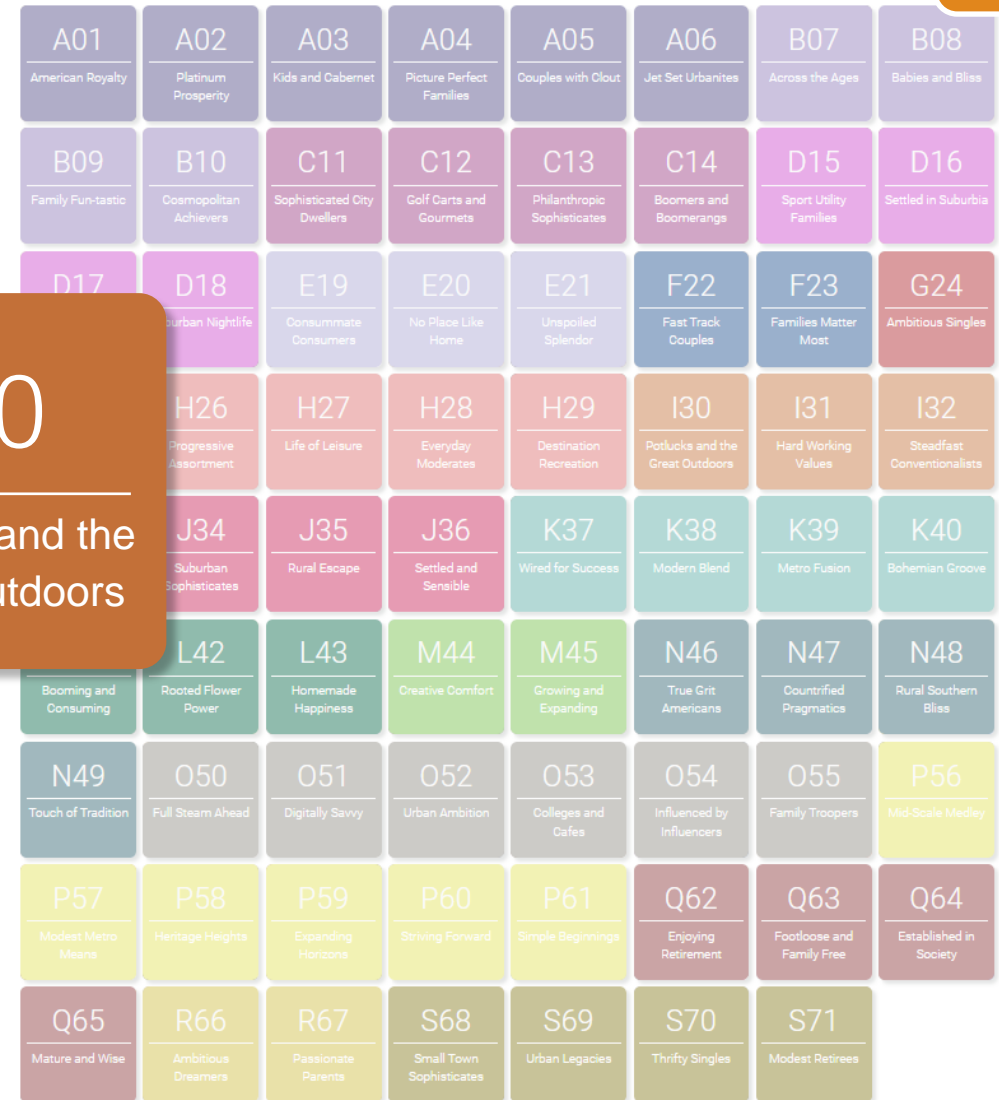 A01
American Royalty
A02
Platinum
Prosperity
A03
Kids and Cabernet
A04
Picture Perfect
Families
A05
Couples with Clout
A06
Jet Set Urbanites
B07
Across the Ages
B08
Babies and Bliss
B09
Family Fun-tastic
B10
Cosmopolitan
Achievers
C11
Sophisticated City
Dwellers
C12
Golf Carts and
Gourmets
C13
Philanthropic
Sophisticates
C14
Boomers and
Boomerangs
D15
Sport Utility
Families
D16
Settled in Suburbia
D17
D18
urban Nightlife
E19
Consummate
Consumers
E20
No Place Like
Home
E21
Unspoiled
Splendor
F22
Fast Track
Couples
F23
Families Matter
Most
G24
Ambitious Singles
0
and the
utdoors
H26
Progressive
Assortment
H27
Life of Leisure
H28
Everyday
Moderates
H29
Destination
Recreation
I30
Potlucks and the
Great Outdoors
I31
Hard Working
Values
I32
Steadfast
Conventionalists
J34
Suburban
Sophisticates
J35
Rural Escape
J36
Settled and
Sensible
K37
Wired for Success
K38
Modern Blend
K39
Metro Fusion
K40
Bohemian Groove
Booming and
Consuming
L42
Rooted Flower
Power
L43
Homemade
Happiness
M44
Creative Comfort
M45
Growing and
Expanding
N46
True Grit
Americans
N47
Countrified
Pragmatics
N48
Rural Southern
Bliss
N49
Touch of Tradition
O50
Full Steam Ahead
O51
Digitally Savvy
O52
Urban Ambition
O53
Colleges and
Cafes
O54
Influenced by
Influencers
O55
Family Troopers
P56
Mid-Scale Medley
P57
Modest Metro
Means
P58
Heritage Heights
P59
Expanding
Horizons
P60
Striving Forward
P61
Simple Beginnings
Q62
Enjoying
Retirement
Q63
Footloose and
Family Free
Q64
Established in
Society
Q65
Mature and Wise
R66
Ambitious
Dreamers
R67
Passionate
Parents
S68
Small Town
Sophisticates
S69
Urban Legacies
S70
Thrifty Singles
S71
Modest Retirees